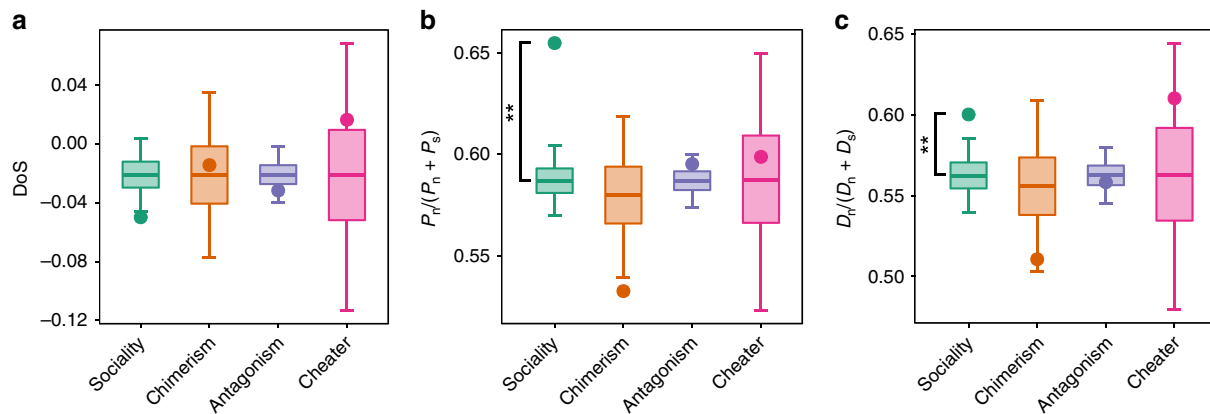 a
DoS
0.04
0.00
−0.04
−0.08
−0.12
Sociality
Chimerism
Antagonism
Cheater
b
Pn/(Pn + Ps)
0.65
0.60
0.55
**
Sociality
Chimerism
Antagonism
Cheater
c
Dn/(Dn + Ds)
0.65
0.60
0.55
0.50
**
Sociality
Chimerism
Antagonism
Cheater